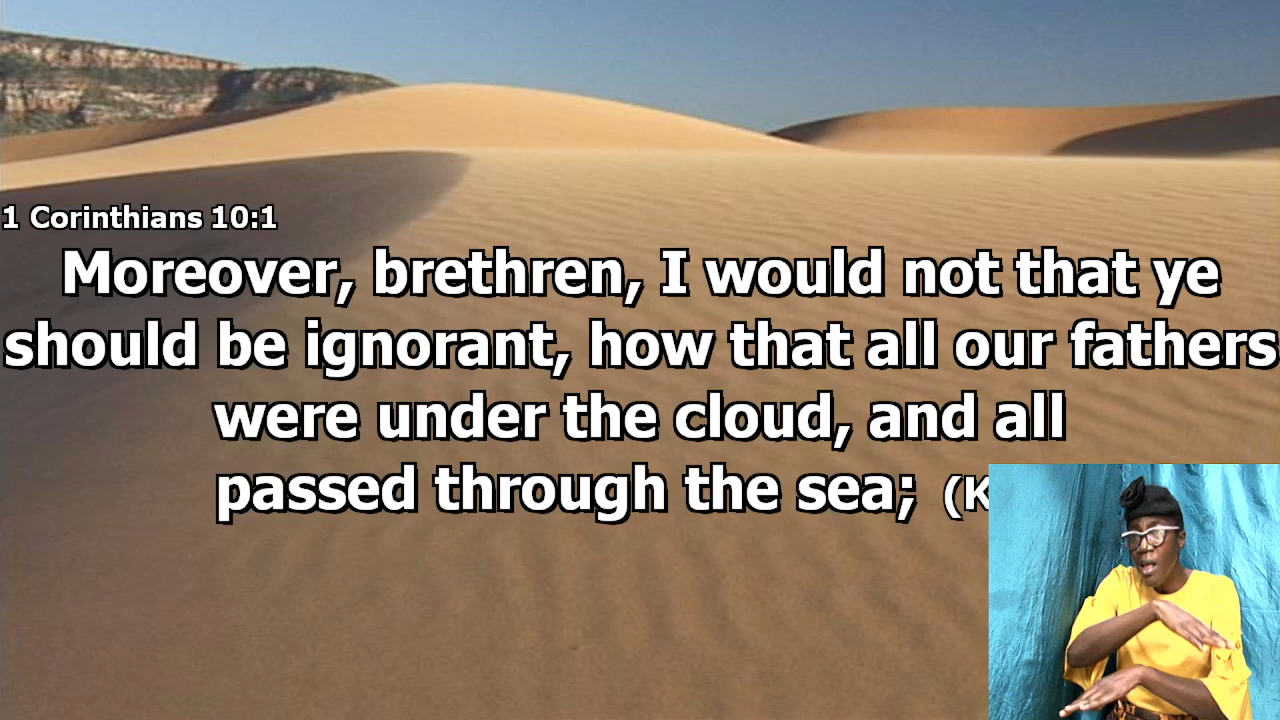 1 Corinthians 10:1
Moreover, brethren, I would not that ye
should be ignorant, how that all our fathers
were under the cloud, and all
passed through the sea; (K